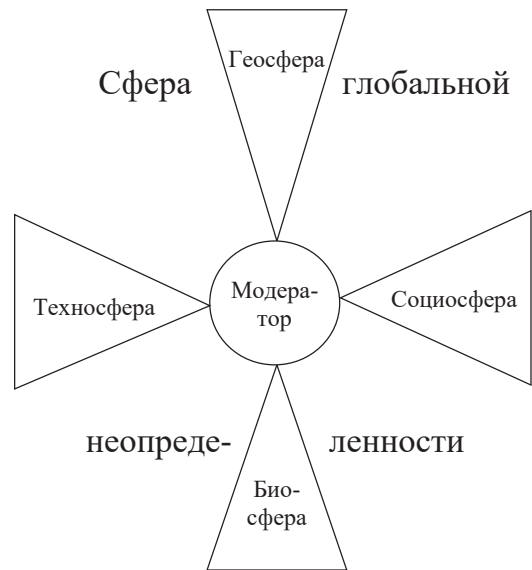 Геосфера
Сфера глобальной
Техносфера
Модера-
тор
Социосфера
неопреде- ленности
Био-
сфера